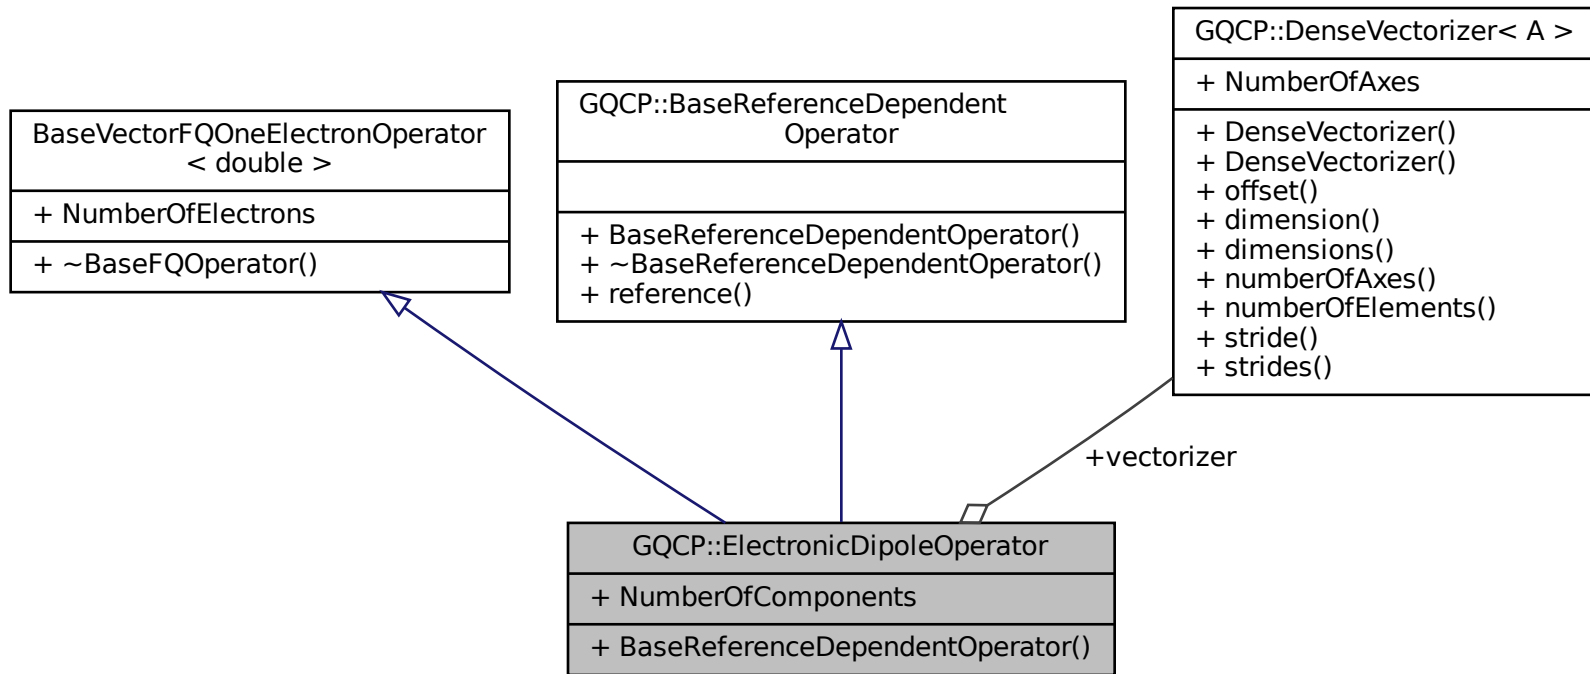 BaseVectorFQOneElectronOperator
< double >
+ NumberOfElectrons
+ ~BaseFQOperator()
GQCP::BaseReferenceDependent
Operator
+ BaseReferenceDependentOperator()
+ ~BaseReferenceDependentOperator()
+ reference()
GQCP::DenseVectorizer< A >
+ NumberOfAxes
+ DenseVectorizer()
+ DenseVectorizer()
+ offset()
+ dimension()
+ dimensions()
+ numberOfAxes()
+ numberOfElements()
+ stride()
+ strides()
+vectorizer
GQCP::ElectronicDipoleOperator
+ NumberOfComponents
+ BaseReferenceDependentOperator()